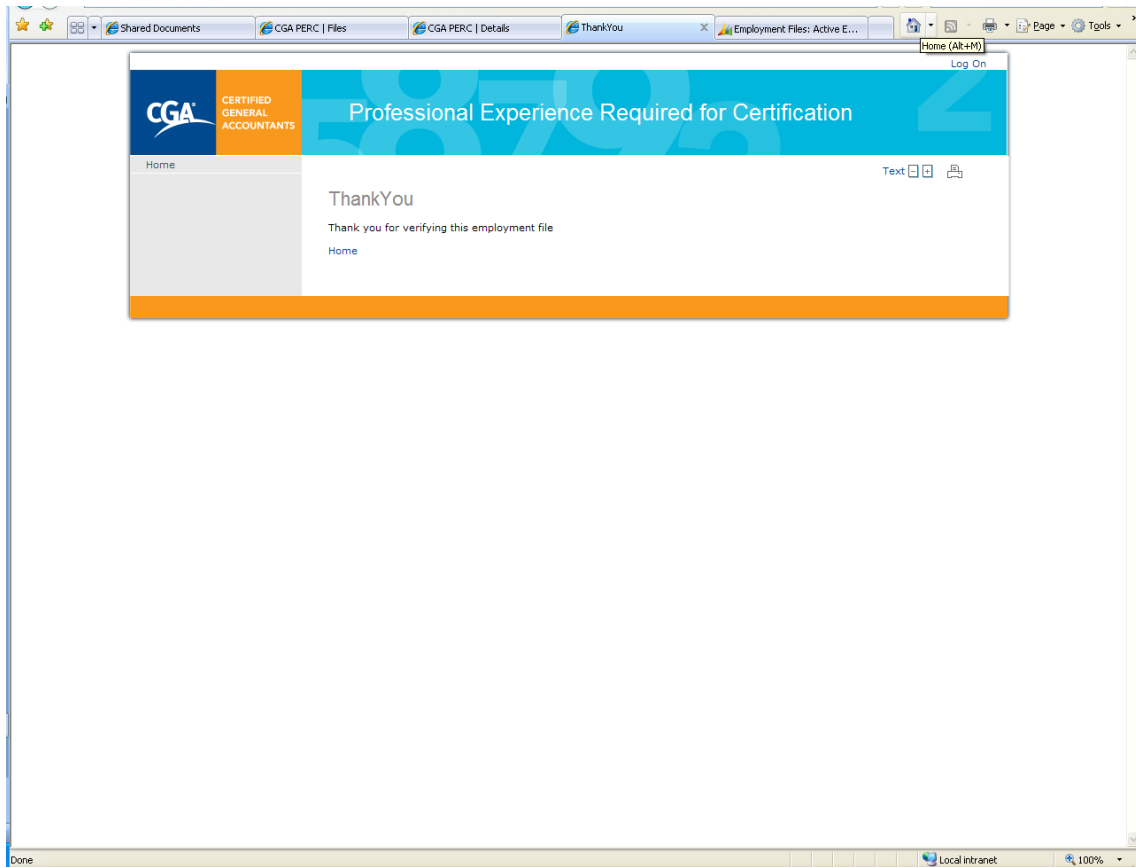 Shared Documents
CGA PERC | Files
CGA PERC | Details
ThankYou
X
Employment Files: Active E...
Page
Tools
Home (Alt+M)
Log On
CGA
CERTIFIED
GENERAL
ACCOUNTANTS
Professional Experience Required for Certification
58792
2
Home
Text - +
ThankYou
Thank you for verifying this employment file
Home
Done
Local intranet
100%